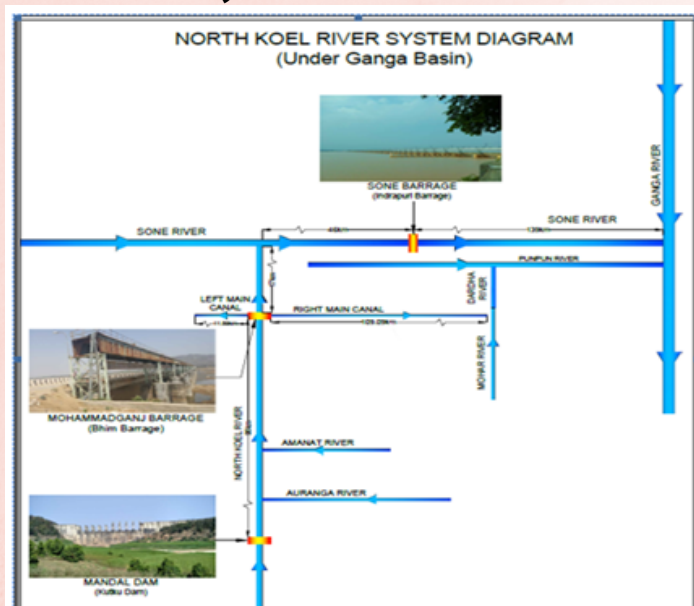 NORTH KOEL RIVER SYSTEM DIAGRAM
(Under Ganga Basin)
GANGA RIVER
SONE BARRAGE
(Indrapuri Barrage)
SONE RIVER
SONE RIVER
PUNPUN RIVER
DARDHA
RIVER
LEFT MAIN
CANAL
RIGHT MAIN CANAL
MOHAR RIVER
MOHAMMADGANJ BARRAGE
(Bhim Barrage)
NORTH KOEL RIVER
AMANAT RIVER
AURANGA RIVER
MANDAL DAM
(Kutku Dam)